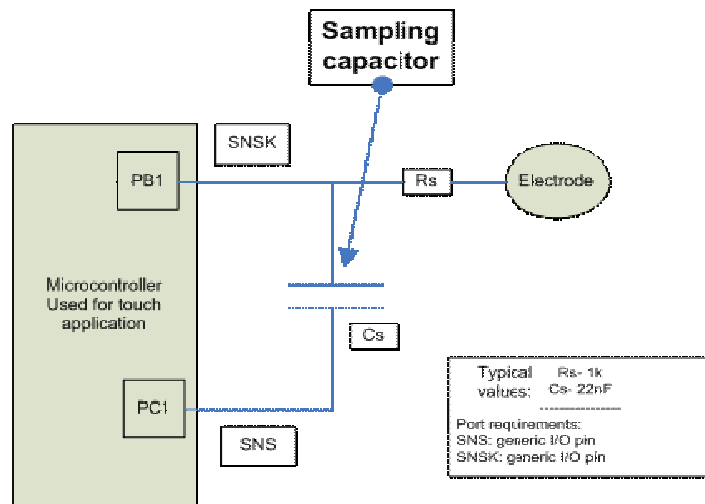 Sampling
capacitor
SNSK
PB1
Rs
Electrode
Microcontroller
Used for touch
application
Cs
PC1
SNS
Typical Rs- 1k
values: Cs- 22nF
Port requirements:
SNS: generic I/O pin
SNSK: generic I/O pin